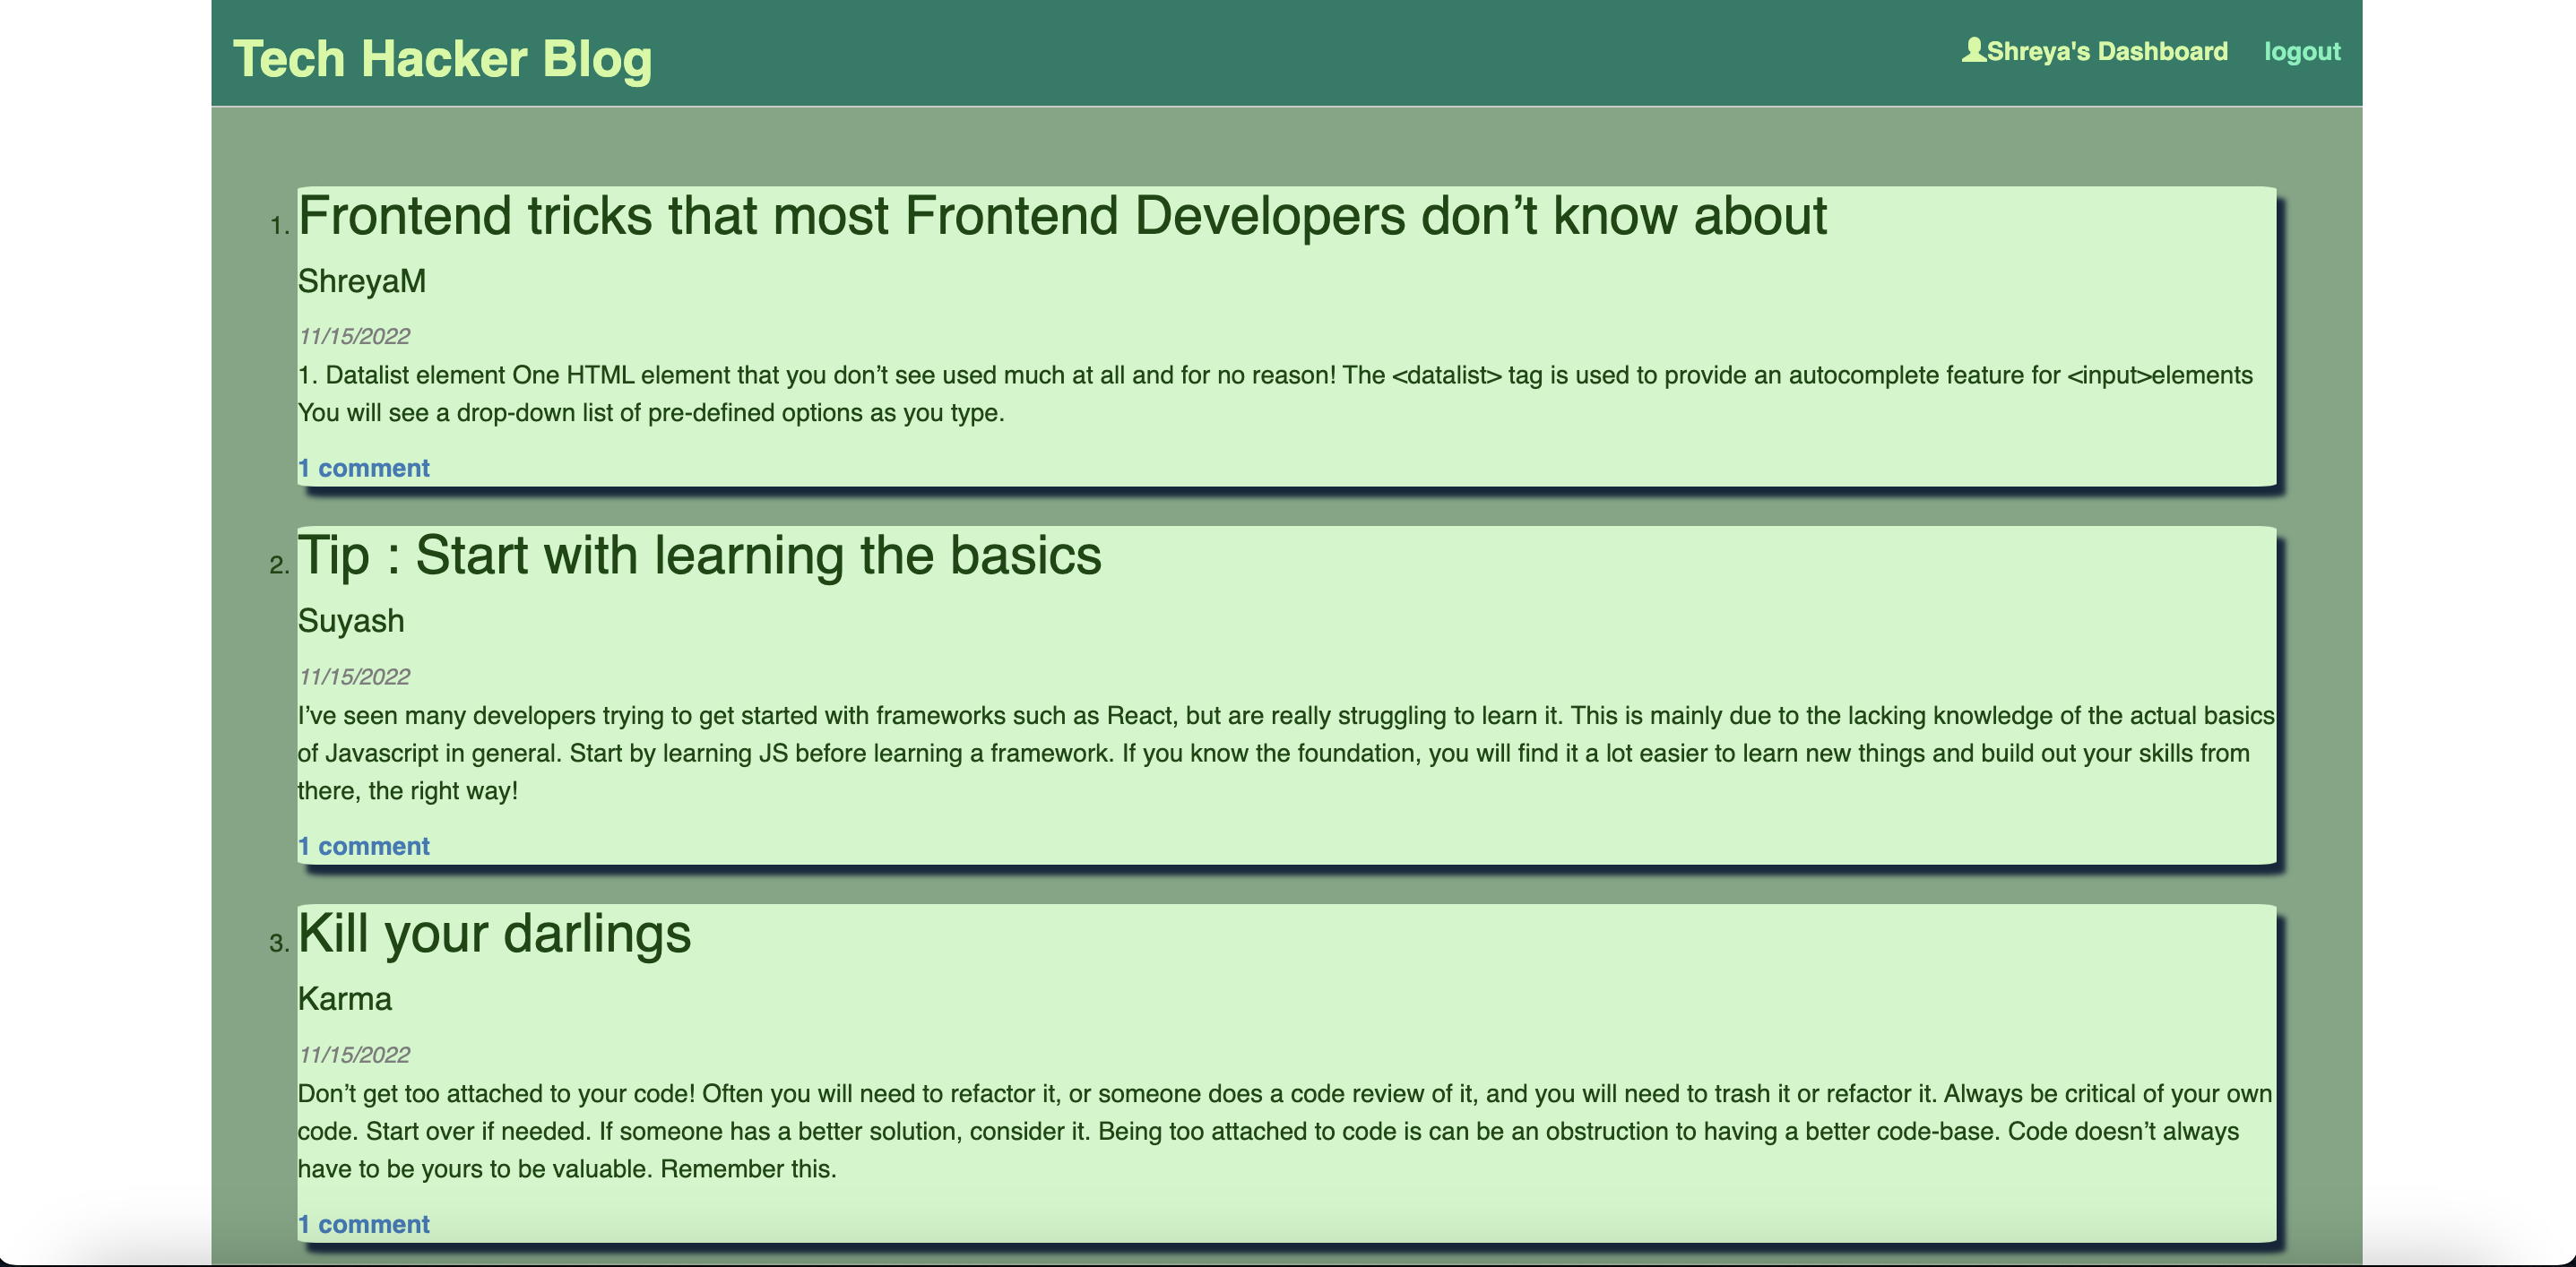 Tech Hacker Blog
Shreya's Dashboard logout
1. Frontend tricks that most Frontend Developers don’t know about
ShreyaM
11/15/2022
1. Datalist element One HTML element that you don’t see used much at all and for no reason! The <datalist> tag is used to provide an autocomplete feature for <input>elements
You will see a drop-down list of pre-defined options as you type.
1 comment
2. Tip : Start with learning the basics
Suyash
11/15/2022
I’ve seen many developers trying to get started with frameworks such as React, but are really struggling to learn it. This is mainly due to the lacking knowledge of the actual basics
of Javascript in general. Start by learning JS before learning a framework. If you know the foundation, you will find it a lot easier to learn new things and build out your skills from
there, the right way!
1 comment
3. Kill your darlings
Karma
11/15/2022
Don’t get too attached to your code! Often you will need to refactor it, or someone does a code review of it, and you will need to trash it or refactor it. Always be critical of your own
code. Start over if needed. If someone has a better solution, consider it. Being too attached to code is can be an obstruction to having a better code-base. Code doesn’t always
have to be yours to be valuable. Remember this.
1 comment